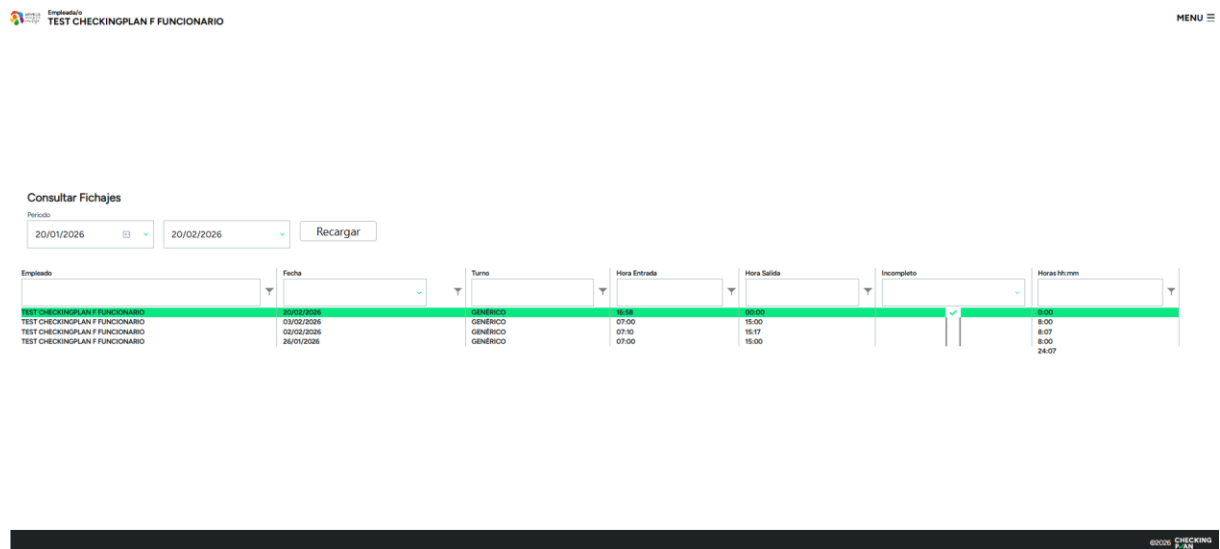 Empleada/o
TEST CHECKINGPLAN F FUNCIONARIO
MENU
Consultar Fichajes
Periodo
20/01/2026 20/02/2026 Recargar
Empleado Fecha Turno Hora Entrada Hora Salida Incompleto Horas hh:mm
TEST CHECKINGPLAN F FUNCIONARIO 20/02/2026 GENÉRICO 16:58 00:00 0:00
TEST CHECKINGPLAN F FUNCIONARIO 03/02/2026 GENÉRICO 07:00 15:00 8:00
TEST CHECKINGPLAN F FUNCIONARIO 02/02/2026 GENÉRICO 07:10 15:17 8:07
TEST CHECKINGPLAN F FUNCIONARIO 26/01/2026 GENÉRICO 07:00 15:00 8:00
24:07
©2026 CHECKING
PLAN